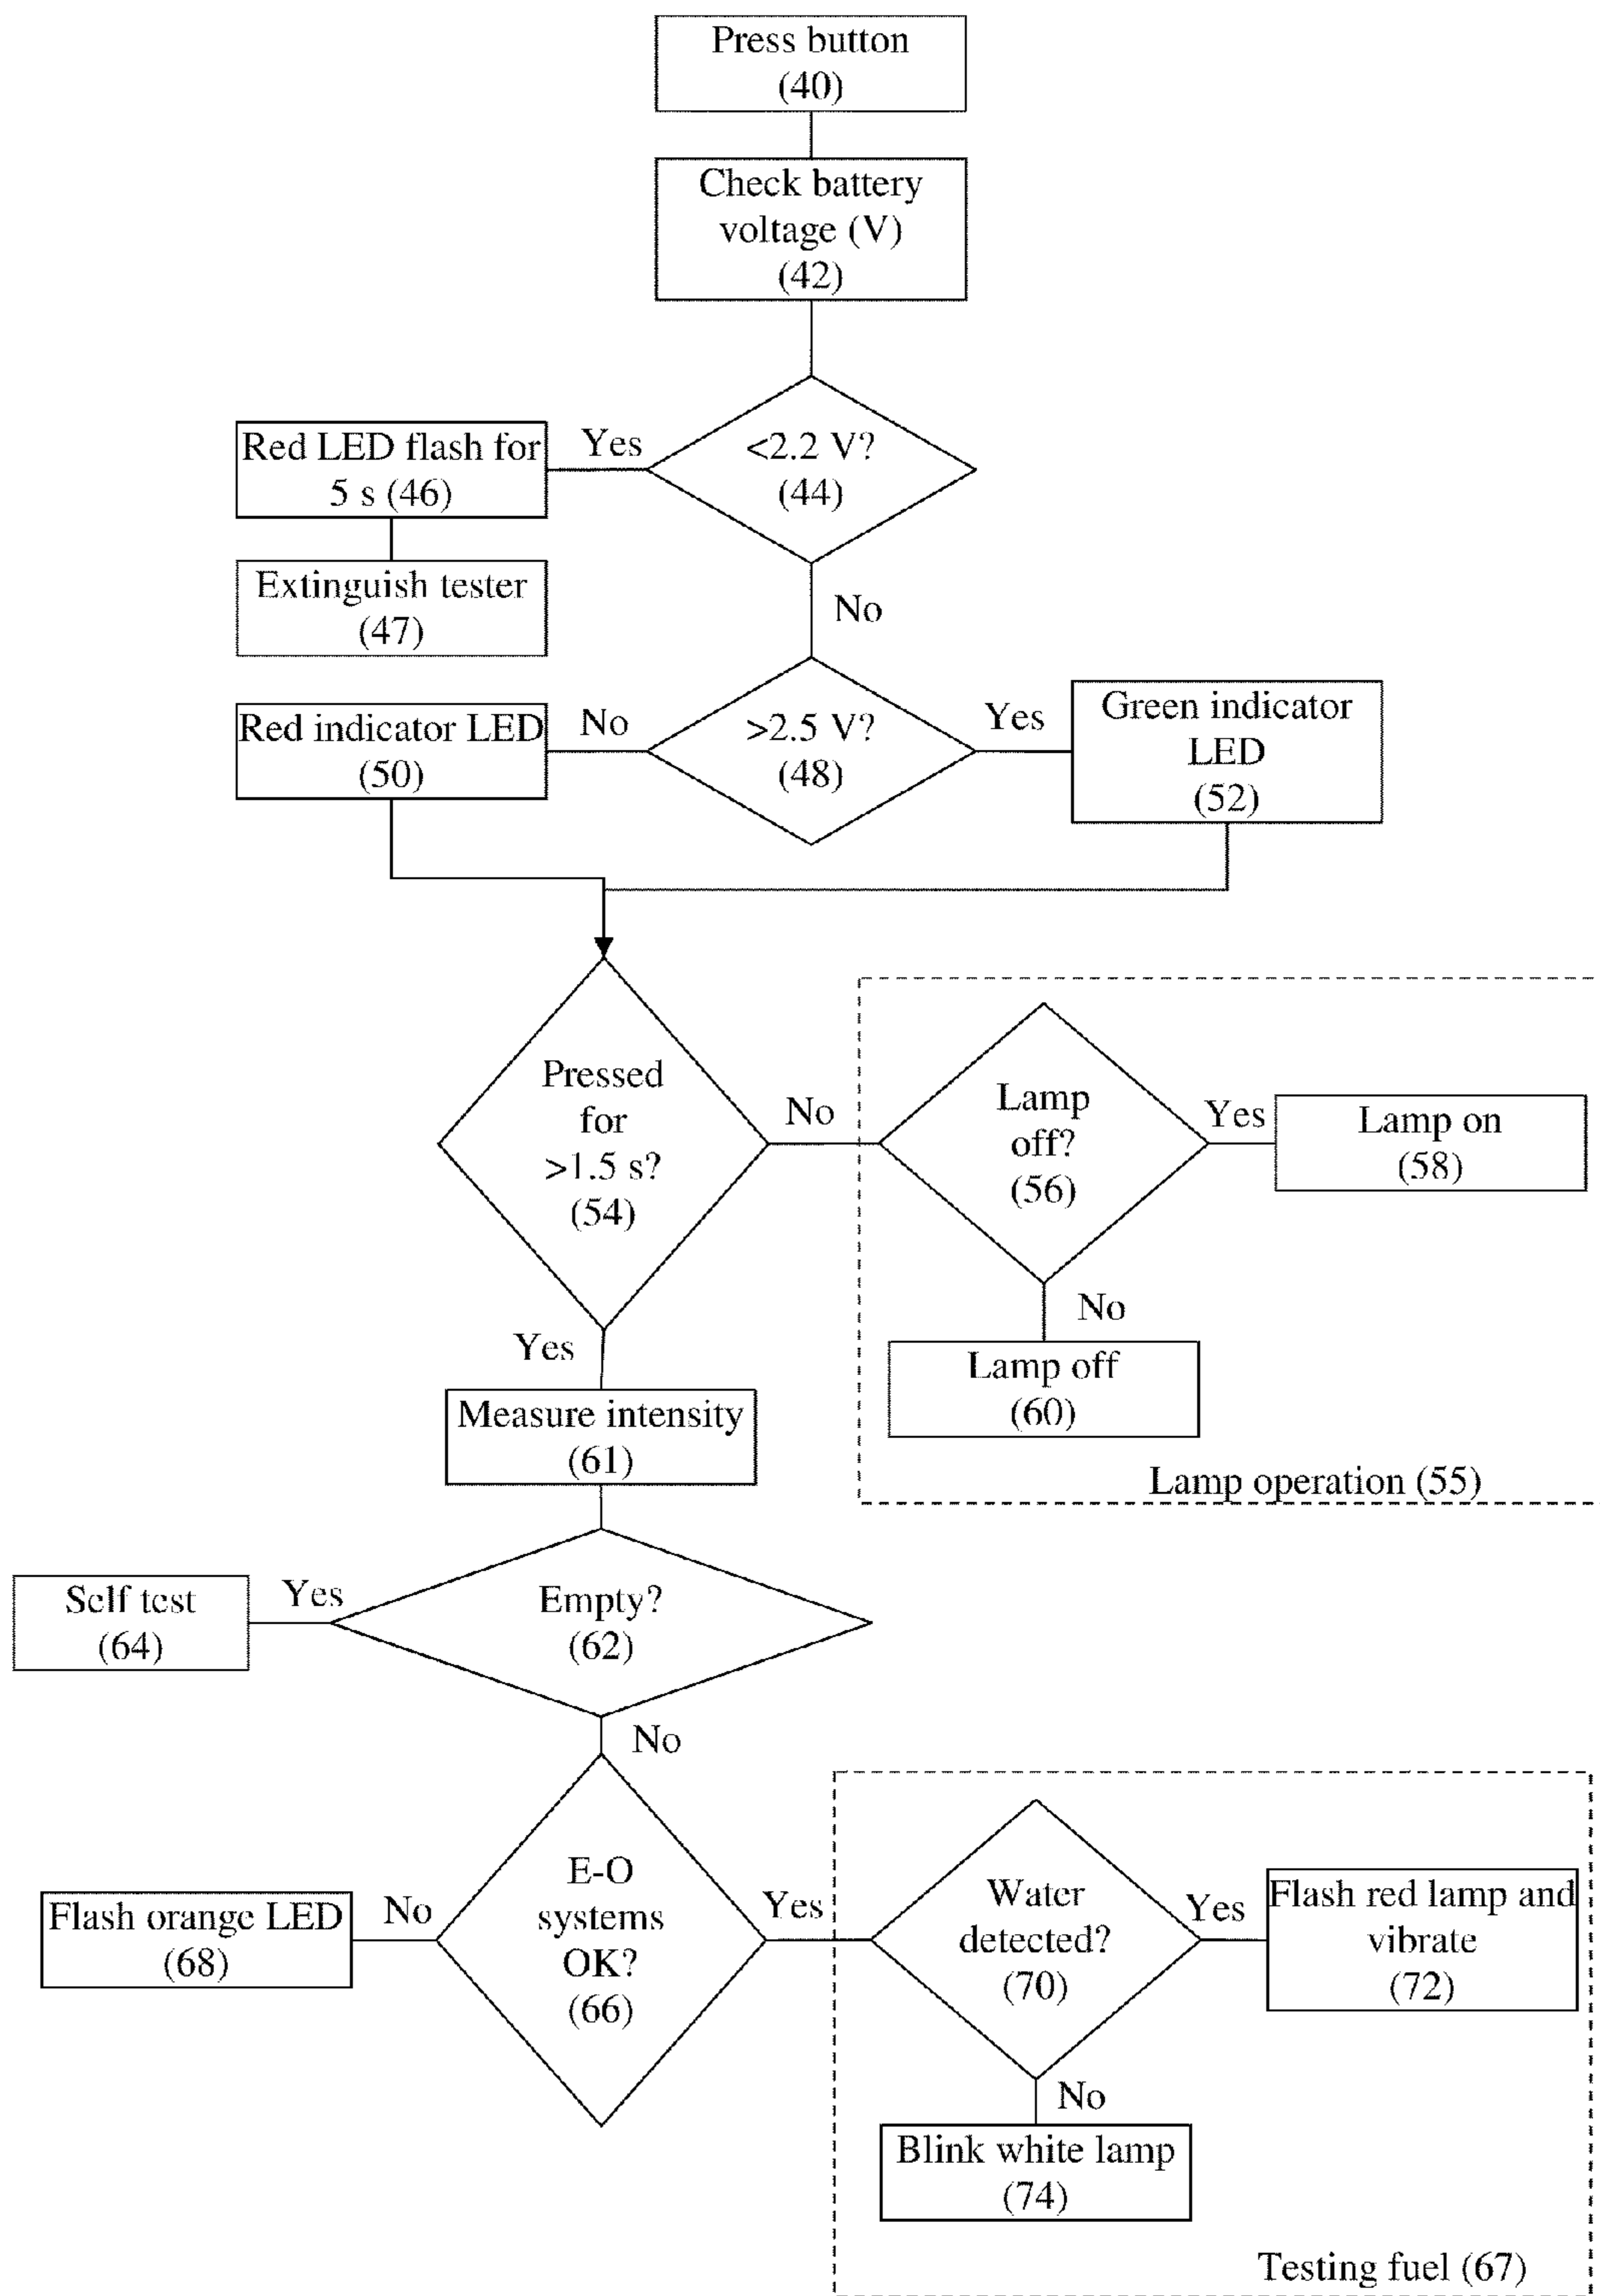 Press button
(40)
Check battery
voltage (V)
(42)
<2.2 V?
(44)
Yes
Red LED flash for
5 s (46)
Extinguish tester
(47)
No
>2.5 V?
(48)
No
Red indicator LED
(50)
Yes
Green indicator
LED
(52)
Pressed
for
>1.5 s?
(54)
No
Lamp
off?
(56)
Yes
Lamp on
(58)
No
Lamp off
(60)
Lamp operation (55)
Yes
Measure intensity
(61)
Empty?
(62)
Yes
Self test
(64)
No
E-O
systems
OK?
(66)
No
Flash orange LED
(68)
Yes
Water
detected?
(70)
Yes
Flash red lamp and
vibrate
(72)
No
Blink white lamp
(74)
Testing fuel (67)